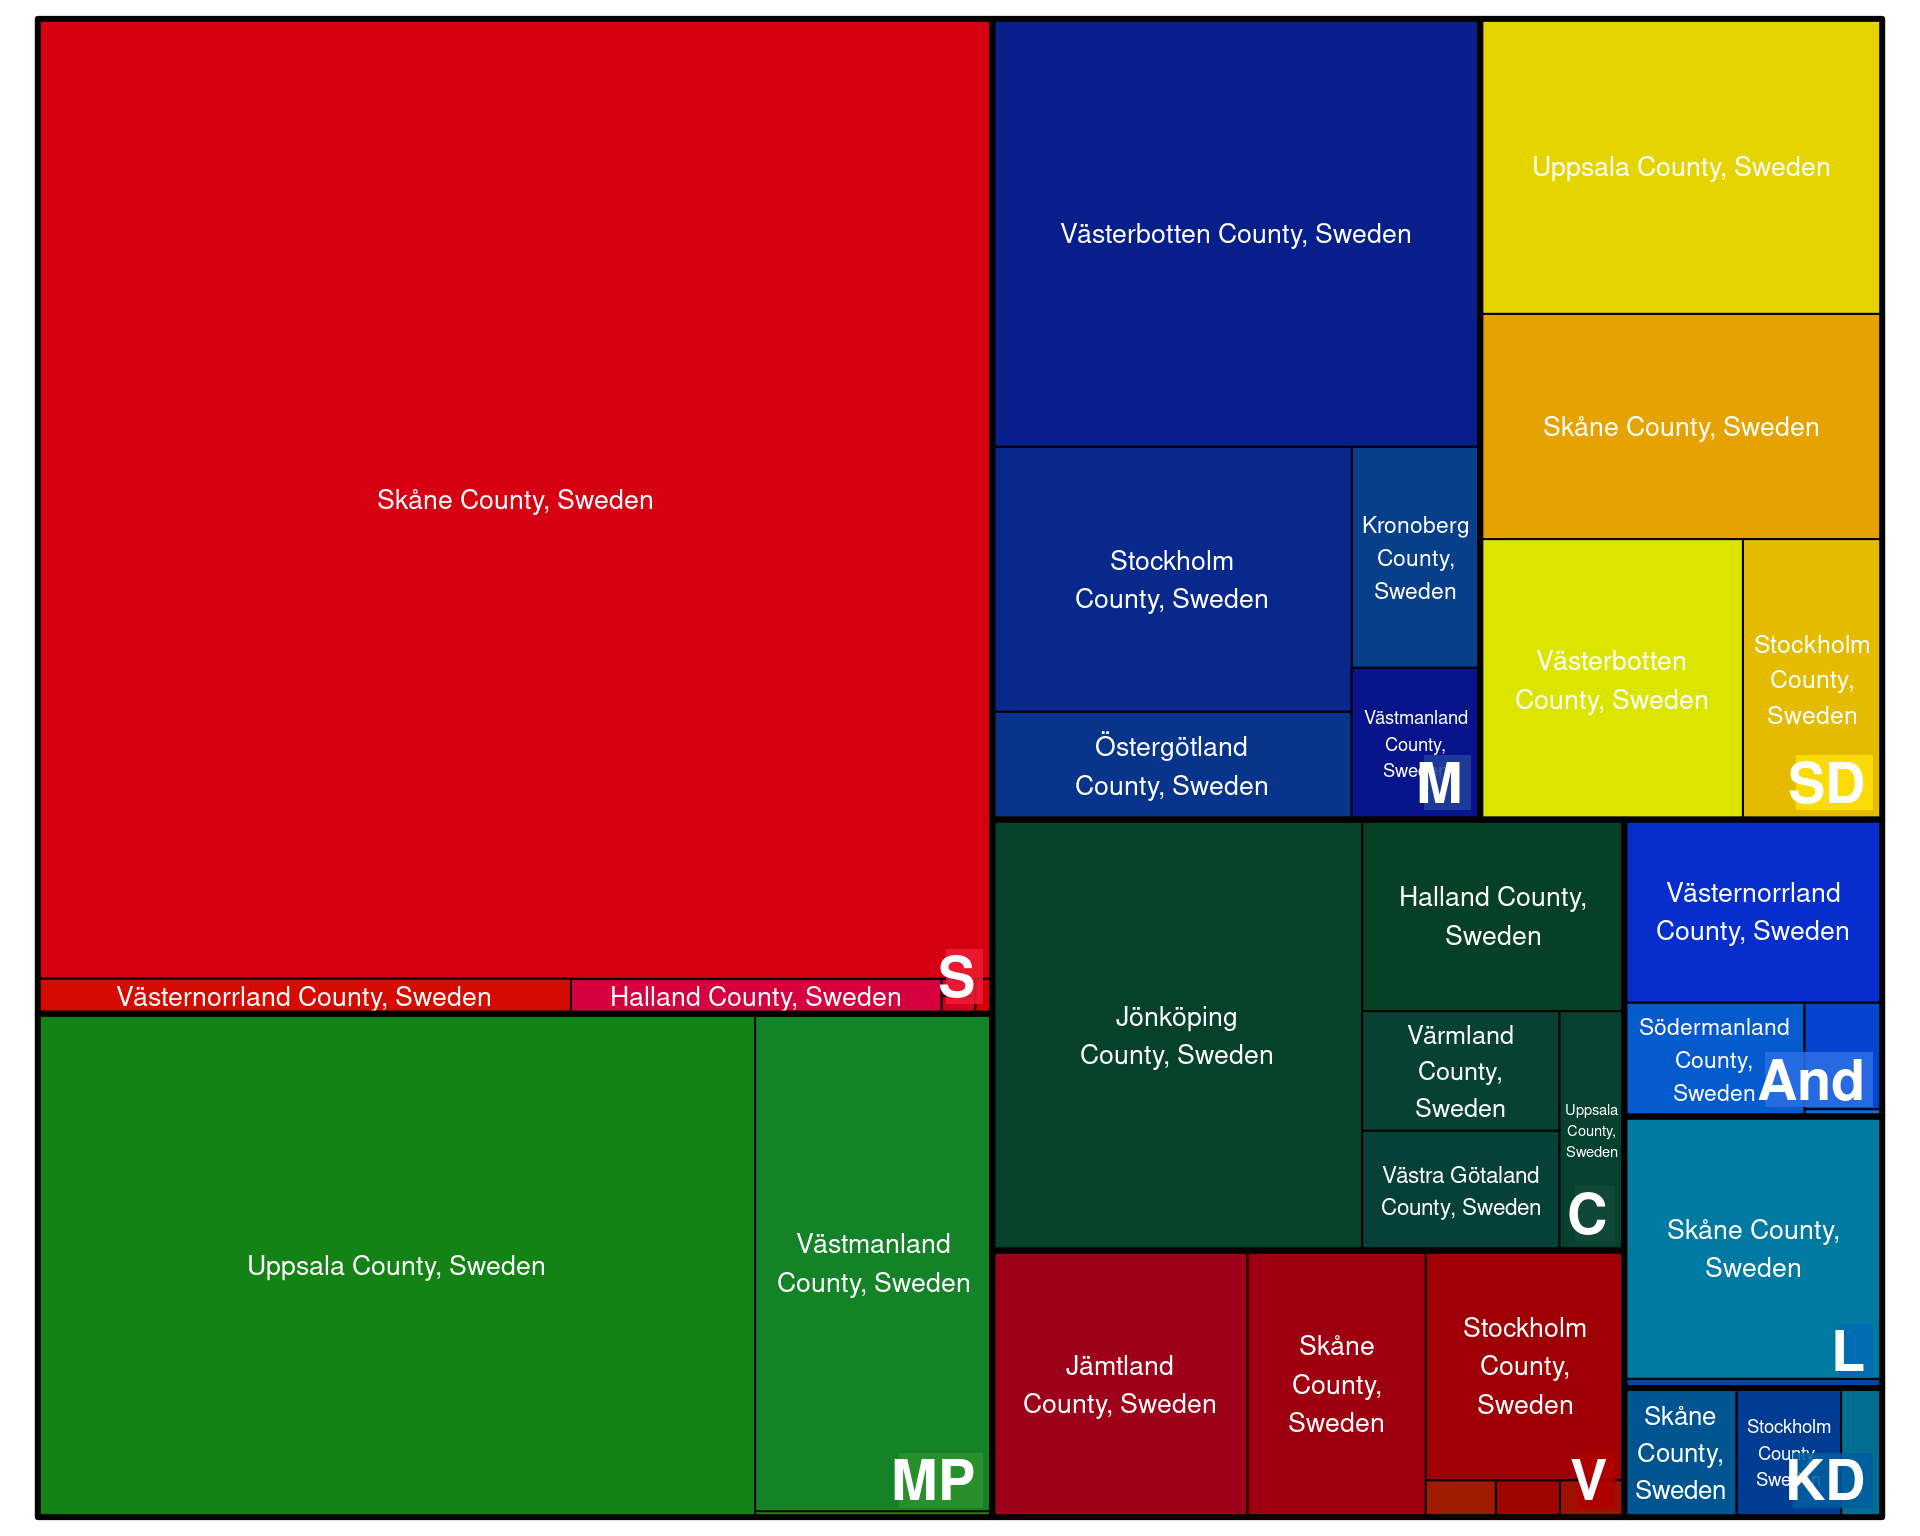 Skåne County, Sweden
Västernorrland County, Sweden
Halland County, Sweden
S
Uppsala County, Sweden
Västmanland
County, Sweden
MP
Västerbotten County, Sweden
Stockholm
County, Sweden
Kronoberg
County,
Sweden
Östergötland
County, Sweden
Västmanland
County,
Sweden
M
Uppsala County, Sweden
Skåne County, Sweden
Västerbotten
County, Sweden
Stockholm
County,
Sweden
SD
Jönköping
County, Sweden
Halland County,
Sweden
Värmland
County,
Sweden
Västra Götaland
County, Sweden
Uppsala
County,
Sweden
C
Västernorrland
County, Sweden
Södermanland
County,
Sweden
And
Skåne County,
Sweden
L
Jämtland
County, Sweden
Skåne
County,
Sweden
Stockholm
County,
Sweden
V
Skåne
County,
Sweden
Stockholm
County,
Sweden
KD